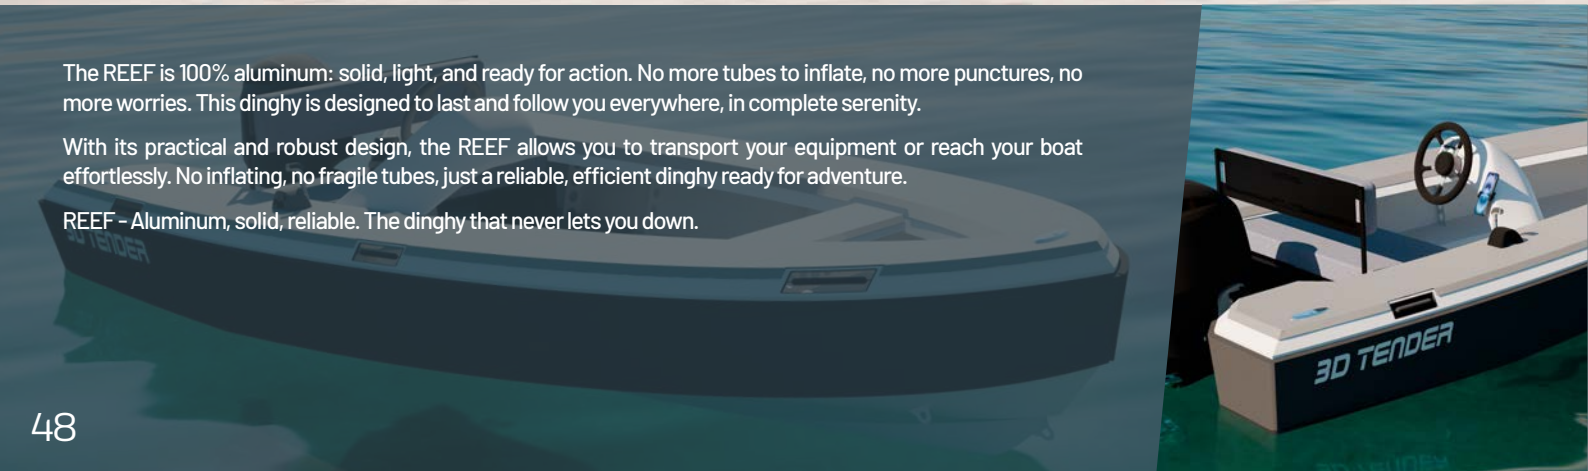 The REEF is 100% aluminum: solid, light, and ready for action. No more tubes to inflate, no more punctures, no
more worries. This dinghy is designed to last and follow you everywhere, in complete serenity.
With its practical and robust design, the REEF allows you to transport your equipment or reach your boat
effortlessly. No inflating, no fragile tubes, just a reliable, efficient dinghy ready for adventure.
REEF - Aluminum, solid, reliable. The dinghy that never lets you down.
3D TENDER
3D TENDER
48